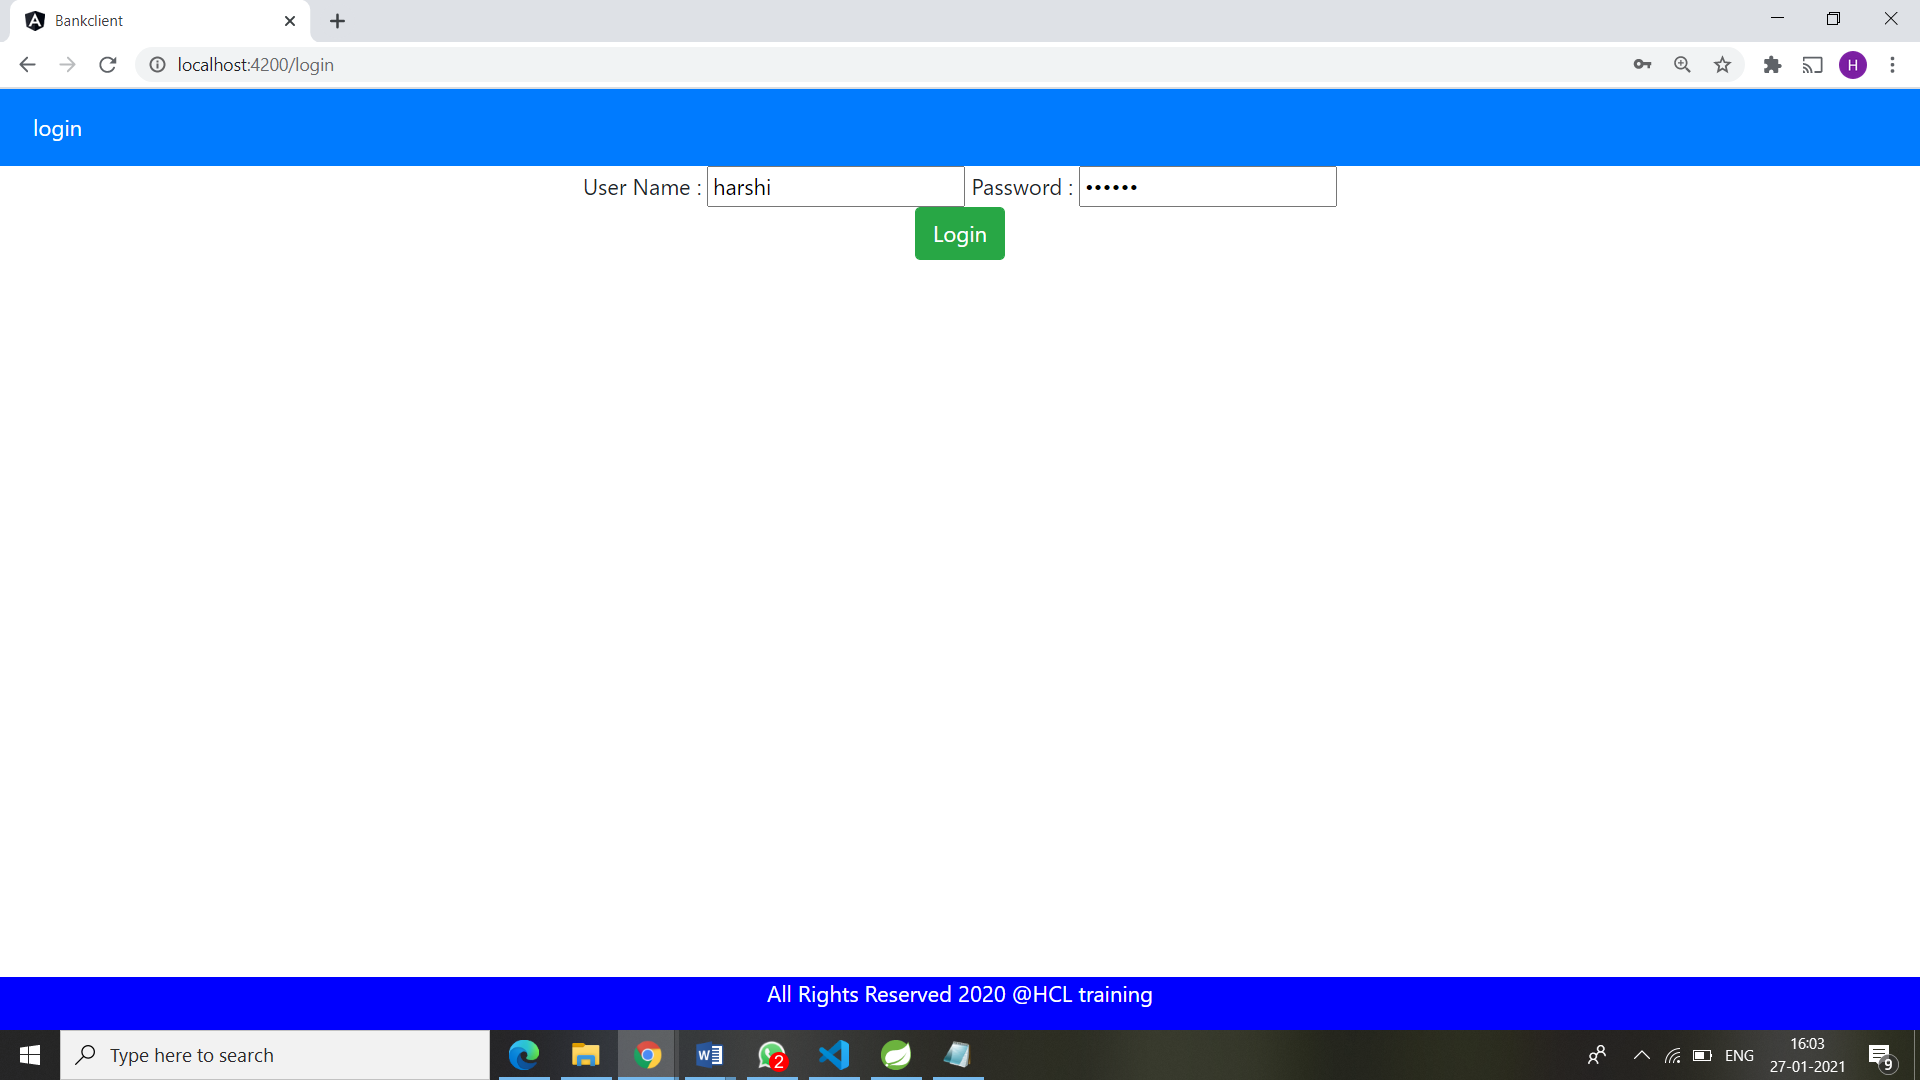 Bankclient
localhost:4200/login
H
login
User Name : harshi Password : ••••••
Login
All Rights Reserved 2020 @HCL training
Type here to search
W
2
ENG
16:03
27-01-2021
9